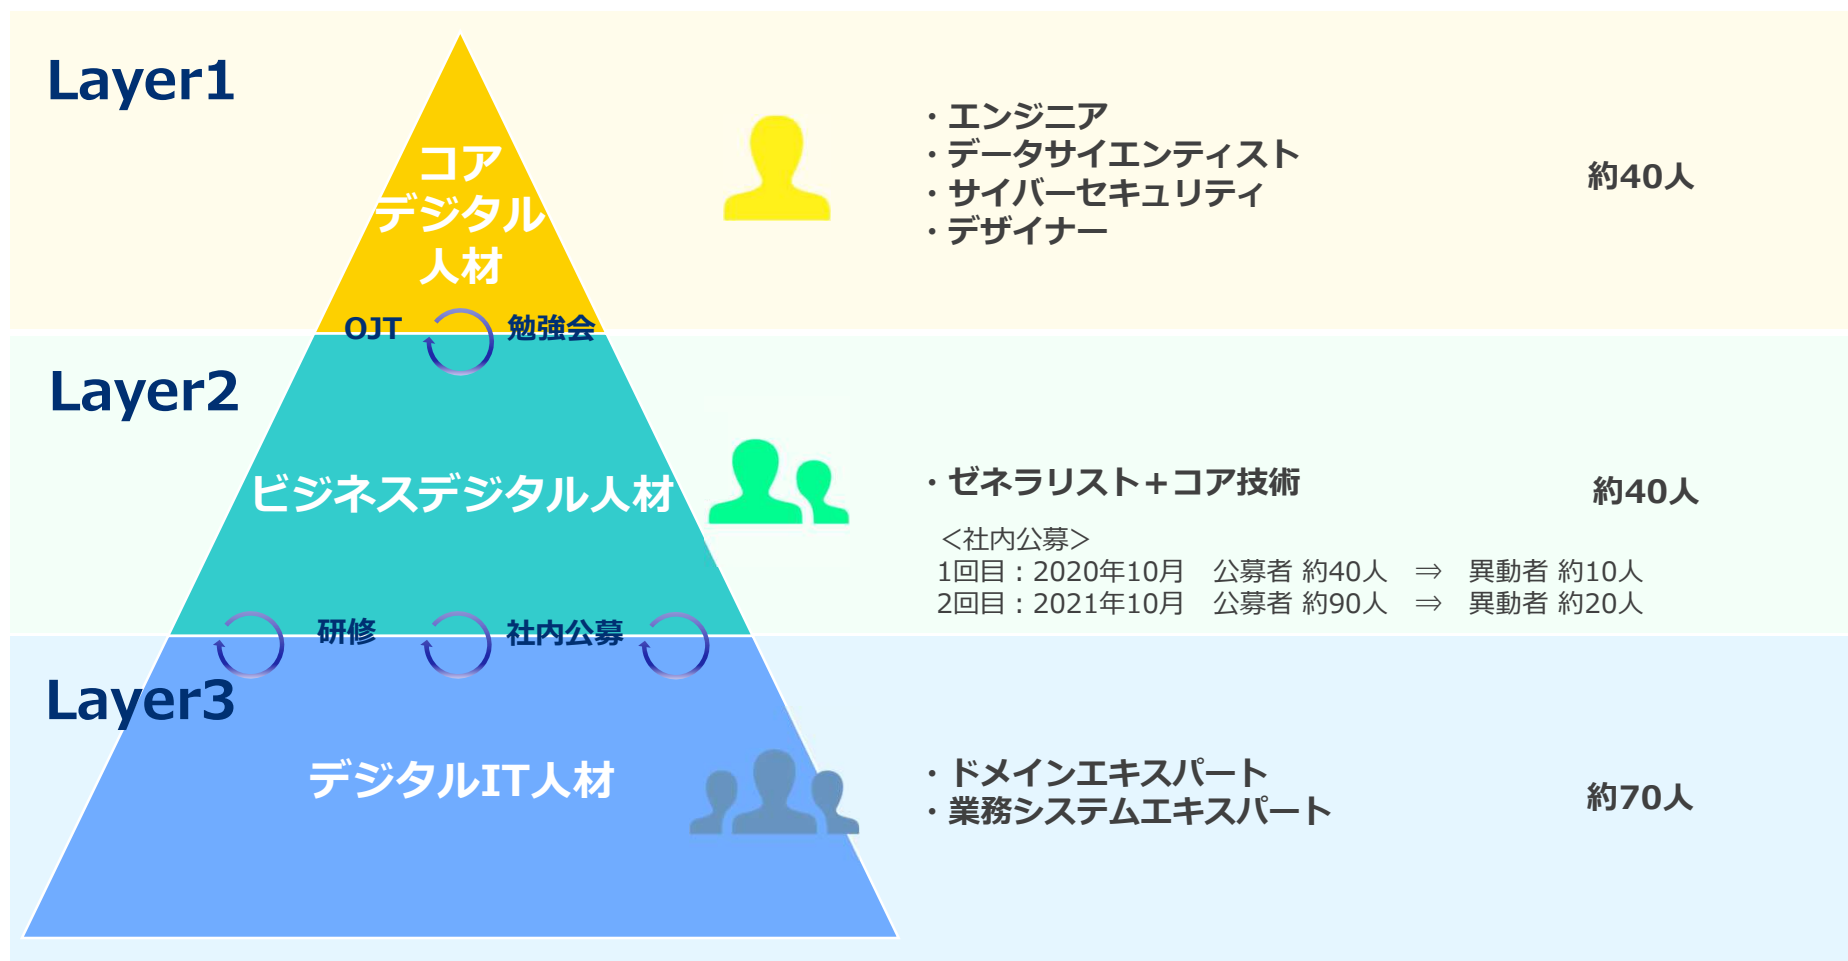 Layer1
コア
デジタル
人材
・エンジニア
・データサイエンティスト
・サイバーセキュリティ
・デザイナー
約40人
OJT 勉強会
Layer2
ビジネスデジタル人材
・ゼネラリスト＋コア技術
約40人
＜社内公募＞
1回目：2020年10月　公募者 約40人　⇒　異動者 約10人
2回目：2021年10月　公募者 約90人　⇒　異動者 約20人
研修 社内公募
Layer3
デジタルIT人材
・ドメインエキスパート
・業務システムエキスパート
約70人